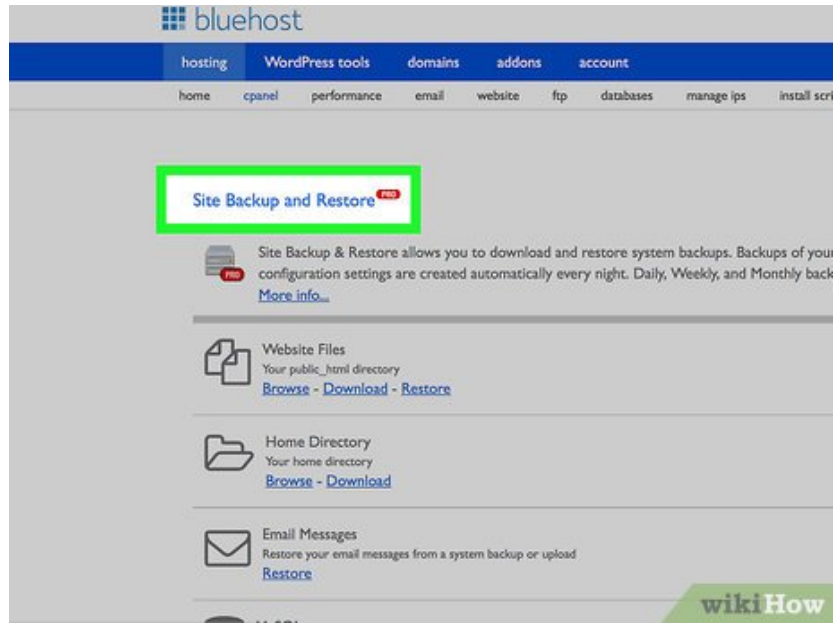 bluehost
hosting WordPress tools domains addons account
home cpanel performance email website ftp databases manage ips install scri
Site Backup and Restore PRO
Site Backup & Restore allows you to download and restore system backups. Backups of your
PRO configuration settings are created automatically every night. Daily, Weekly, and Monthly back
More info...
Website Files
Your public_html directory
Browse - Download - Restore
Home Directory
Your home directory
Browse - Download
Email Messages
Restore your email messages from a system backup or upload
Restore
wikiHow